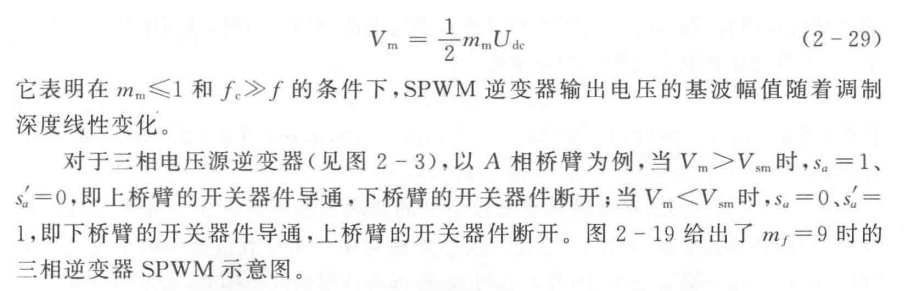 V_m = \frac{1}{2} m_m U_{dc} (2-29)
它表明在 m_m≤1 和 f_c≫f 的条件下,SPWM 逆变器输出电压的基波幅值随着调制
深度线性变化。
对于三相电压源逆变器(见图 2-3),以 A 相桥臂为例,当 V_m>V_{sm}时,s_a=1、
s_a'=0,即上桥臂的开关器件导通,下桥臂的开关器件断开;当 V_m<V_{sm}时,s_a=0、s_a'=
1,即下桥臂的开关器件导通,上桥臂的开关器件断开。图 2-19 给出了 m_f=9 时的
三相逆变器 SPWM 示意图。